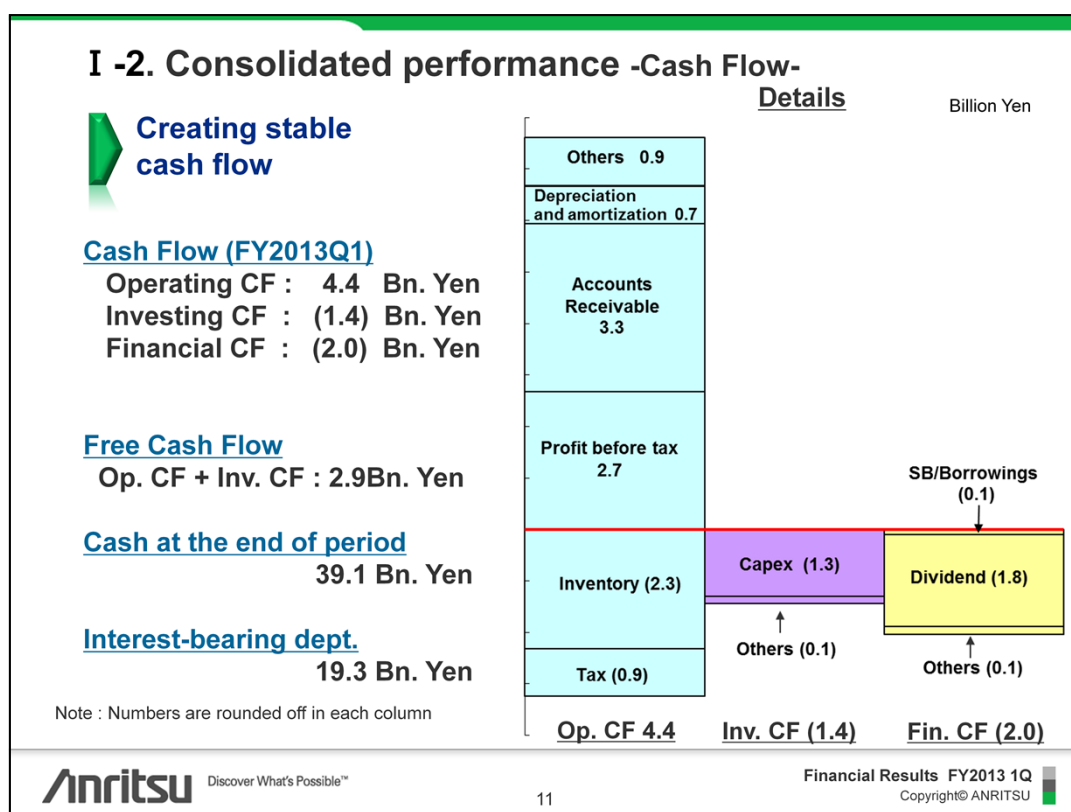 Ⅰ-2. Consolidated performance -Cash Flow-
Details
Billion Yen
Creating stable
cash flow
Cash Flow (FY2013Q1)
Operating CF : 4.4 Bn. Yen
Investing CF : (1.4) Bn. Yen
Financial CF : (2.0) Bn. Yen
Free Cash Flow
Op. CF + Inv. CF : 2.9Bn. Yen
Cash at the end of period
39.1 Bn. Yen
Interest-bearing dept.
19.3 Bn. Yen
Note : Numbers are rounded off in each column
Others 0.9
Depreciation
and amortization 0.7
Accounts
Receivable
3.3
Profit before tax
2.7
Inventory (2.3)
Tax (0.9)
Op. CF 4.4
Capex (1.3)
Others (0.1)
Inv. CF (1.4)
SB/Borrowings
(0.1)
Dividend (1.8)
Others (0.1)
Fin. CF (2.0)
Anritsu Discover What's Possible™
11
Financial Results FY2013 1Q
Copyright© ANRITSU